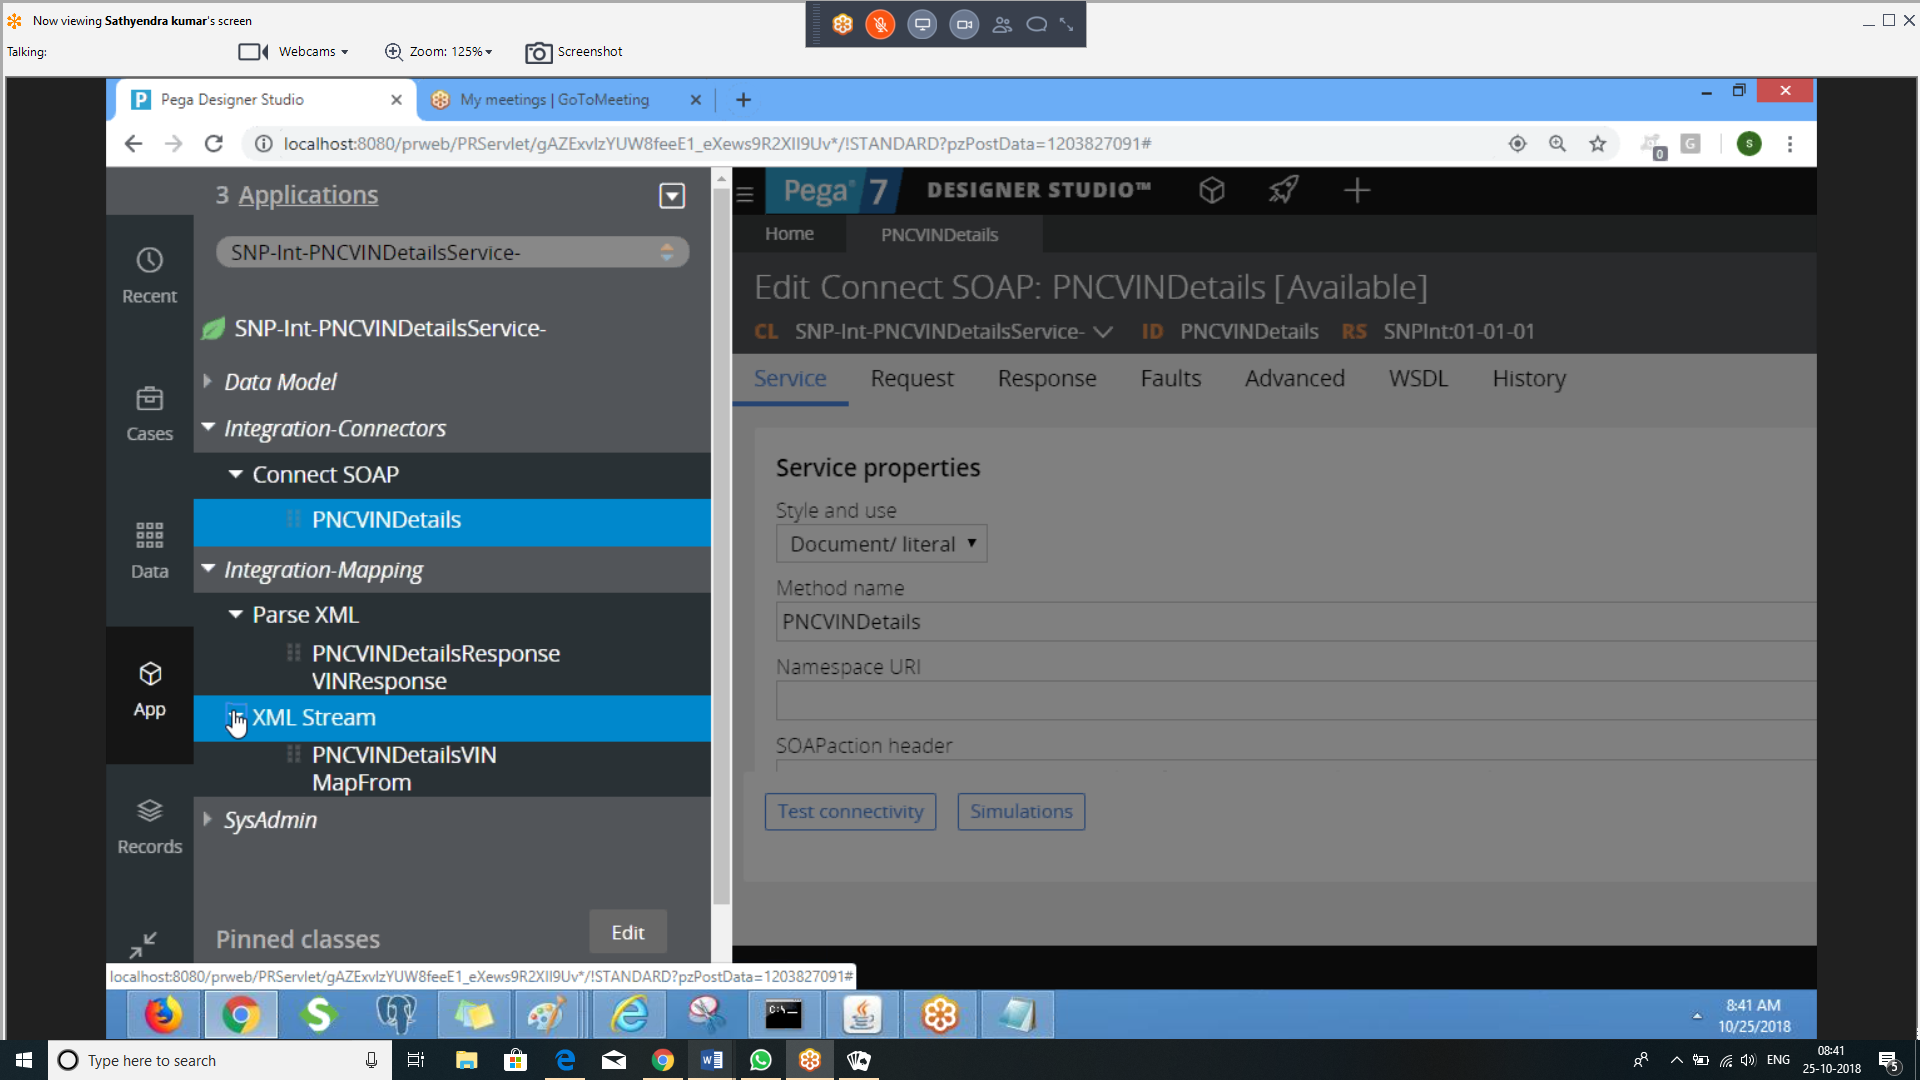 Now viewing Sathyendra kumar's screen
Talking:
Webcams
Zoom: 125%
Screenshot
Pega Designer Studio
My meetings | GoToMeeting
localhost:8080/prweb/PRServlet/gAZExvIzYUW8feeE1_eXews9R2XII9Uv*/!STANDARD?pzPostData=1203827091#
0
G
S
3 Applications
SNP-Int-PNCVINDetailsService-
Recent
SNP-Int-PNCVINDetailsService-
Data Model
Cases
Integration-Connectors
Connect SOAP
PNCVINDetails
Data
Integration-Mapping
Parse XML
PNCVINDetailsResponse
VINResponse
App
XML Stream
PNCVINDetailsVIN
MapFrom
Records
SysAdmin
Pinned classes
Edit
Pega 7
DESIGNER STUDIO™
Home
PNCVINDetails
Edit Connect SOAP: PNCVINDetails [Available]
CL SNP-Int-PNCVINDetailsService- ID PNCVINDetails RS SNPInt:01-01-01
Service Request Response Faults Advanced WSDL History
Service properties
Style and use
Document/ literal
Method name
PNCVINDetails
Namespace URI
SOAPaction header
Test connectivity
Simulations
localhost:8080/prweb/PRServlet/gAZExvIzYUW8feeE1_eXews9R2XII9Uv*/!STANDARD?pzPostData=1203827091#
8:41 AM
10/25/2018
Type here to search
ENG
08:41
25-10-2018
5